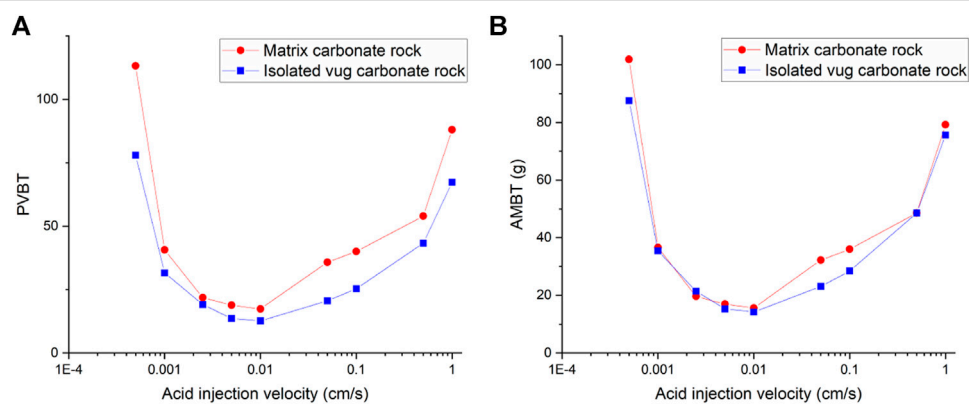 A
Matrix carbonate rock
Isolated vug carbonate rock
PVBT
100
50
0
1E-4
0.001
0.01
0.1
1
Acid injection velocity (cm/s)
B
Matrix carbonate rock
Isolated vug carbonate rock
AMBT (g)
100
80
60
40
20
0
1E-4
0.001
0.01
0.1
1
Acid injection velocity (cm/s)